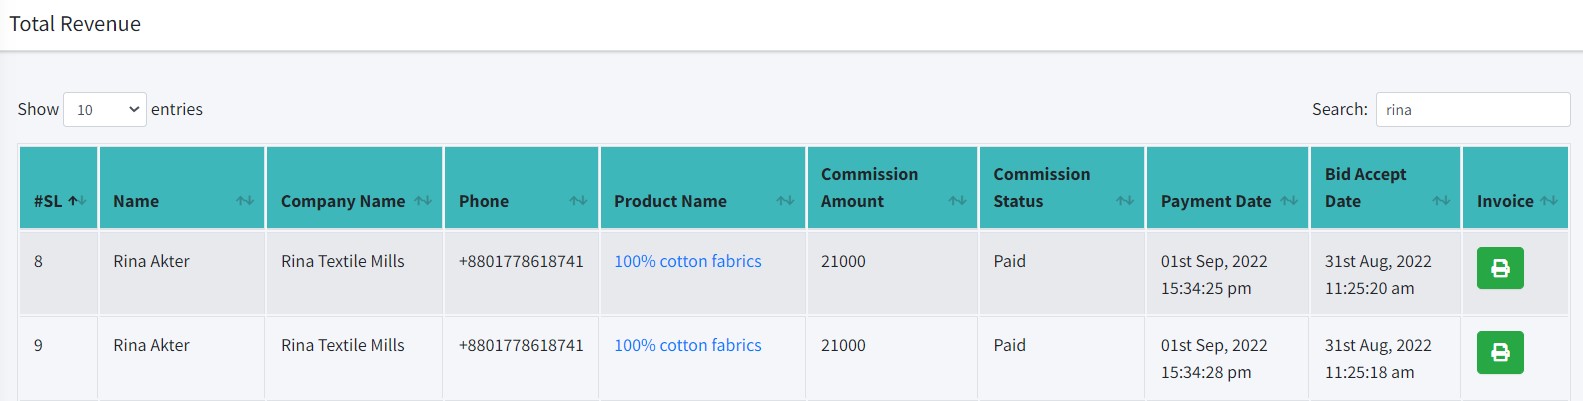 Total Revenue
Show 10 entries
Search: rina
#SL Name Company Name Phone Product Name Commission Amount Commission Status Payment Date Bid Accept Date Invoice
8 Rina Akter Rina Textile Mills +8801778618741 100% cotton fabrics 21000 Paid 01st Sep, 2022 31st Aug, 2022
15:34:25 pm 11:25:20 am
9 Rina Akter Rina Textile Mills +8801778618741 100% cotton fabrics 21000 Paid 01st Sep, 2022 31st Aug, 2022
15:34:28 pm 11:25:18 am